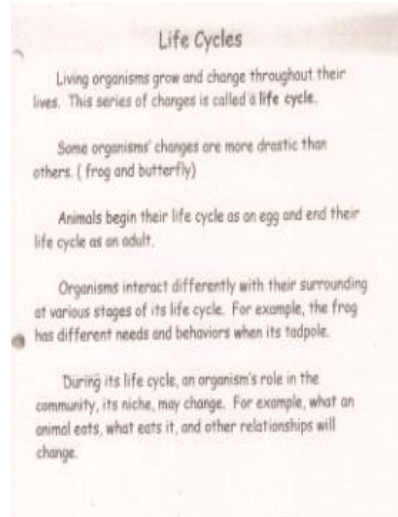 Life Cycles
Living organisms grow and change throughout their
lives. This series of changes is called a life cycle.
Some organisms' changes are more drastic than
others. ( frog and butterfly)
Animals begin their life cycle as an egg and end their
life cycle as an adult.
Organisms interact differently with their surrounding
at various stages of its life cycle. For example, the frog
has different needs and behaviors when its tadpole.
During its life cycle, an organism's role in the
community, its niche, may change. For example, what an
animal eats, what eats it, and other relationships will
change.